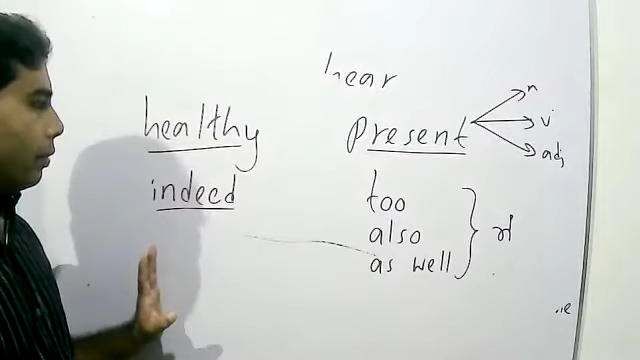 hear
healthy
present
n
v
adj
indeed
too
also
as well